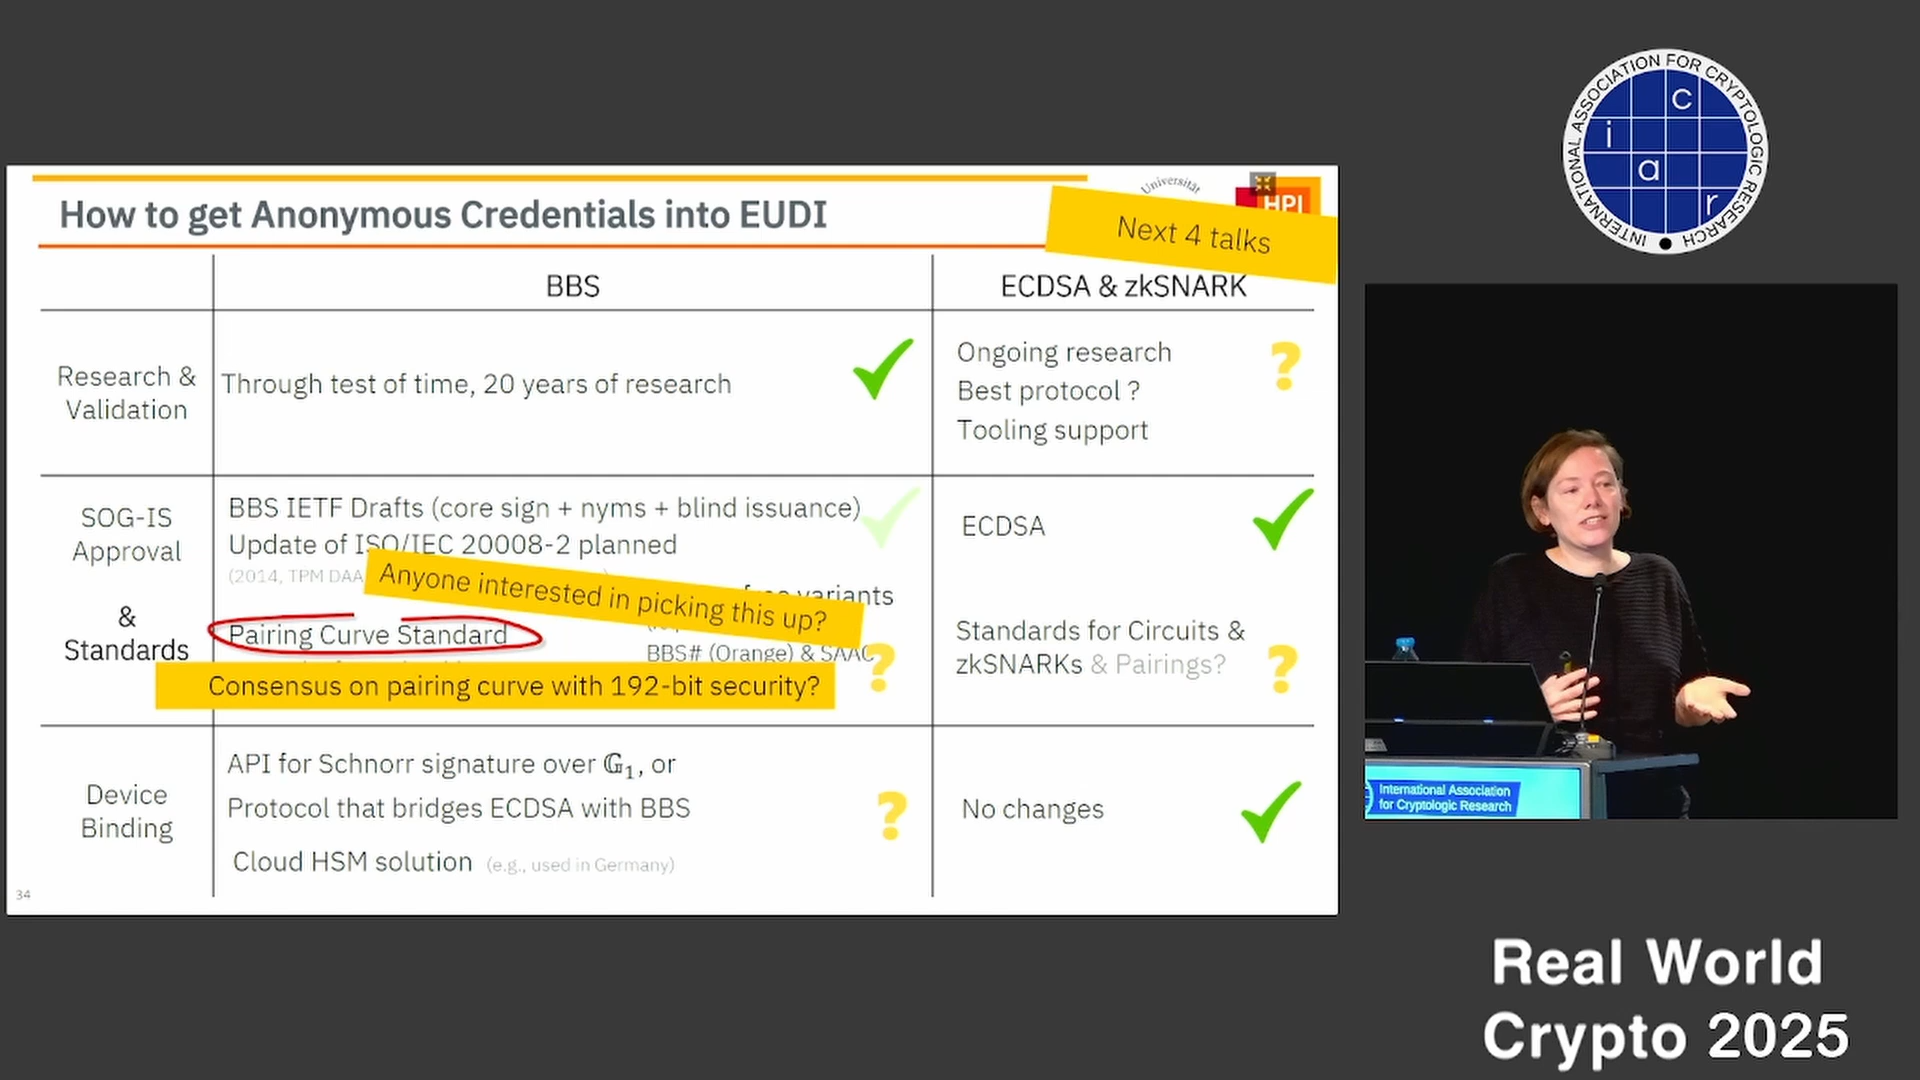 How to get Anonymous Credentials into EUDI
Universität
HPI
Next 4 talks
BBS
ECDSA & zkSNARK
Research &
Validation
Through test of time, 20 years of research
Ongoing research
Best protocol ?
Tooling support
?
SOG-IS
Approval
&
Standards
BBS IETF Drafts (core sign + nyms + blind issuance)
Update of ISO/IEC 20008-2 planned
(2014, TPM DAA
variants
Anyone interested in picking this up?
Pairing Curve Standard
BBS# (Orange) & SAAC
?
Consensus on pairing curve with 192-bit security?
ECDSA
Standards for Circuits &
zkSNARKs & Pairings?
?
Device
Binding
API for Schnorr signature over 𝔾₁, or
Protocol that bridges ECDSA with BBS
?
Cloud HSM solution (e.g., used in Germany)
No changes
34
INTERNATIONAL ASSOCIATION FOR CRYPTOLOGIC RESEARCH
i a c r
International Association
for Cryptologic Research
Real World
Crypto 2025